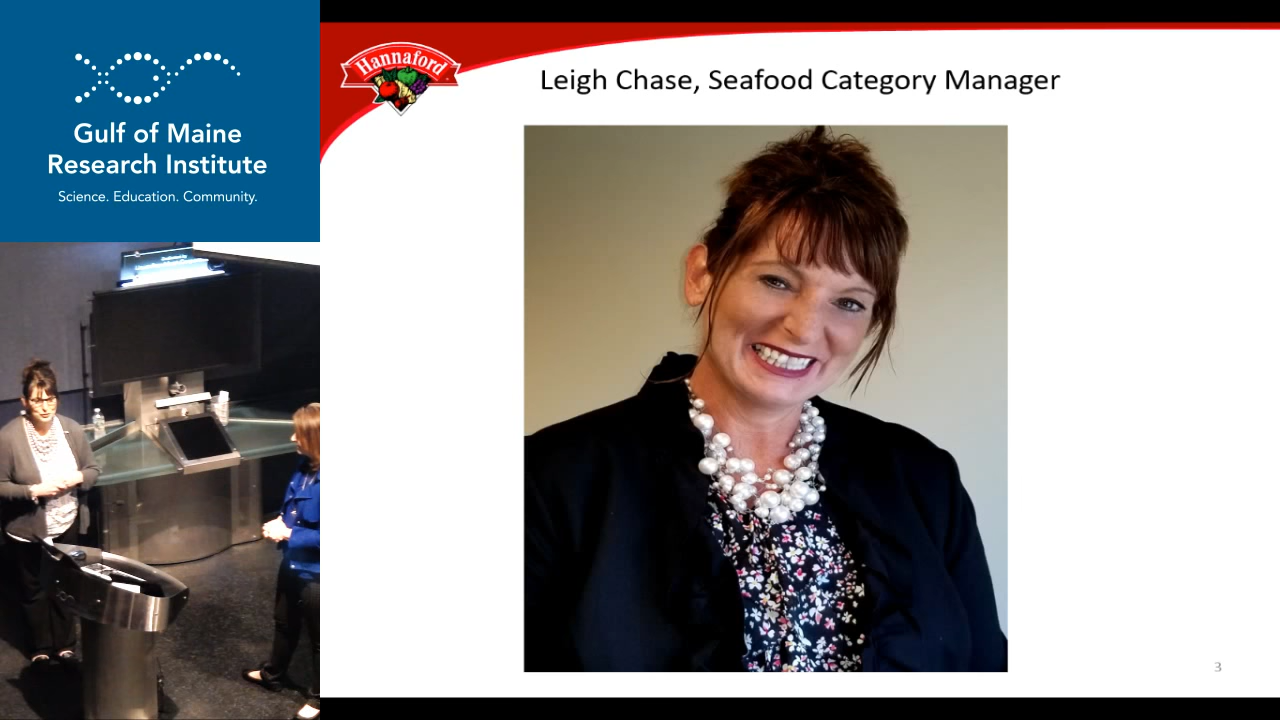 Gulf of Maine
Research Institute
Science. Education. Community.
Hannaford
Leigh Chase, Seafood Category Manager
3